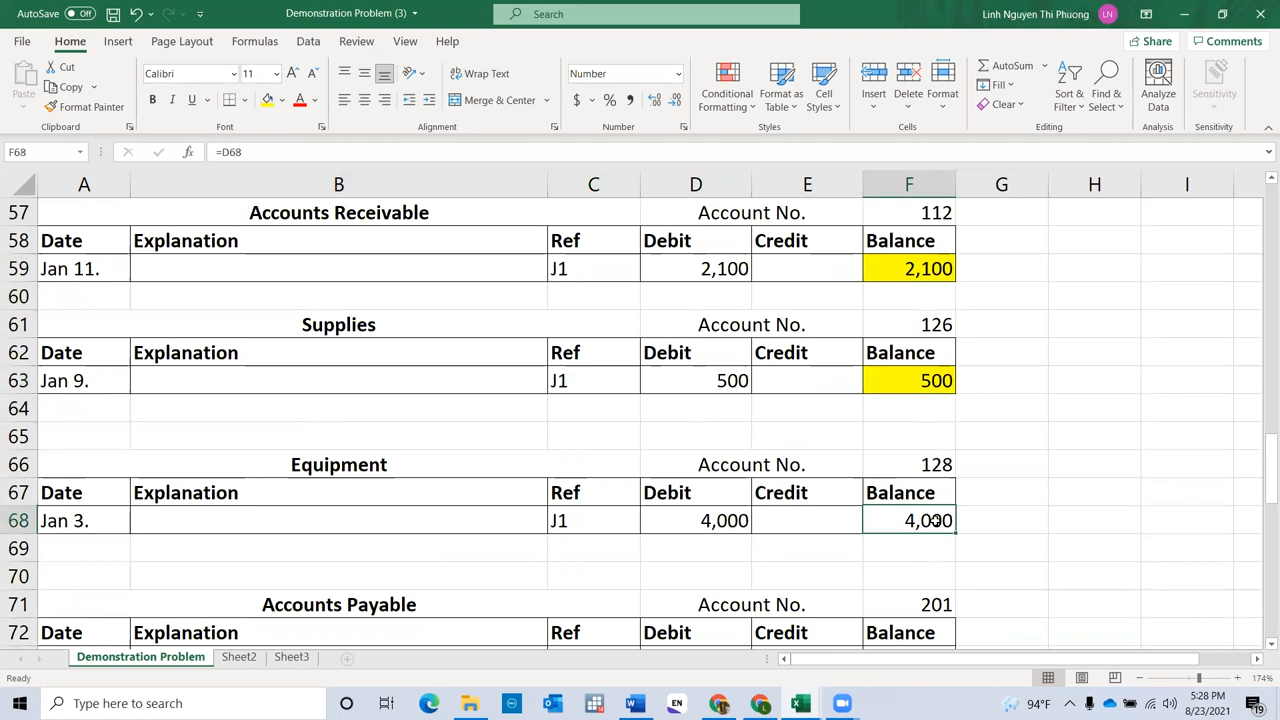 AutoSave Off
Demonstration Problem (3)
Search
Linh Nguyen Thi Phuong
LN
File Home Insert Page Layout Formulas Data Review View Help
Share
Comments
Paste
Cut
Copy
Format Painter
Clipboard
Calibri 11
B I U
Font
Wrap Text
Merge & Center
Alignment
Number
$ % ,
Number
Conditional Formatting
Format as Table
Cell Styles
Styles
Insert
Delete
Format
Cells
AutoSum
Fill
Clear
Sort & Filter
Find & Select
Editing
Analyze Data
Analysis
Sensitivity
Sensitivity
F68 fx =D68
A B C D E F G H I
57 Accounts Receivable Account No. 112
58 Date Explanation Ref Debit Credit Balance
59 Jan 11. J1 2,100 2,100
60
61 Supplies Account No. 126
62 Date Explanation Ref Debit Credit Balance
63 Jan 9. J1 500 500
64
65
66 Equipment Account No. 128
67 Date Explanation Ref Debit Credit Balance
68 Jan 3. J1 4,000 4,000
69
70
71 Accounts Payable Account No. 201
72 Date Explanation Ref Debit Credit Balance
Demonstration Problem Sheet2 Sheet3
Ready
174%
Type here to search
EN
94°F
5:28 PM
8/23/2021
19